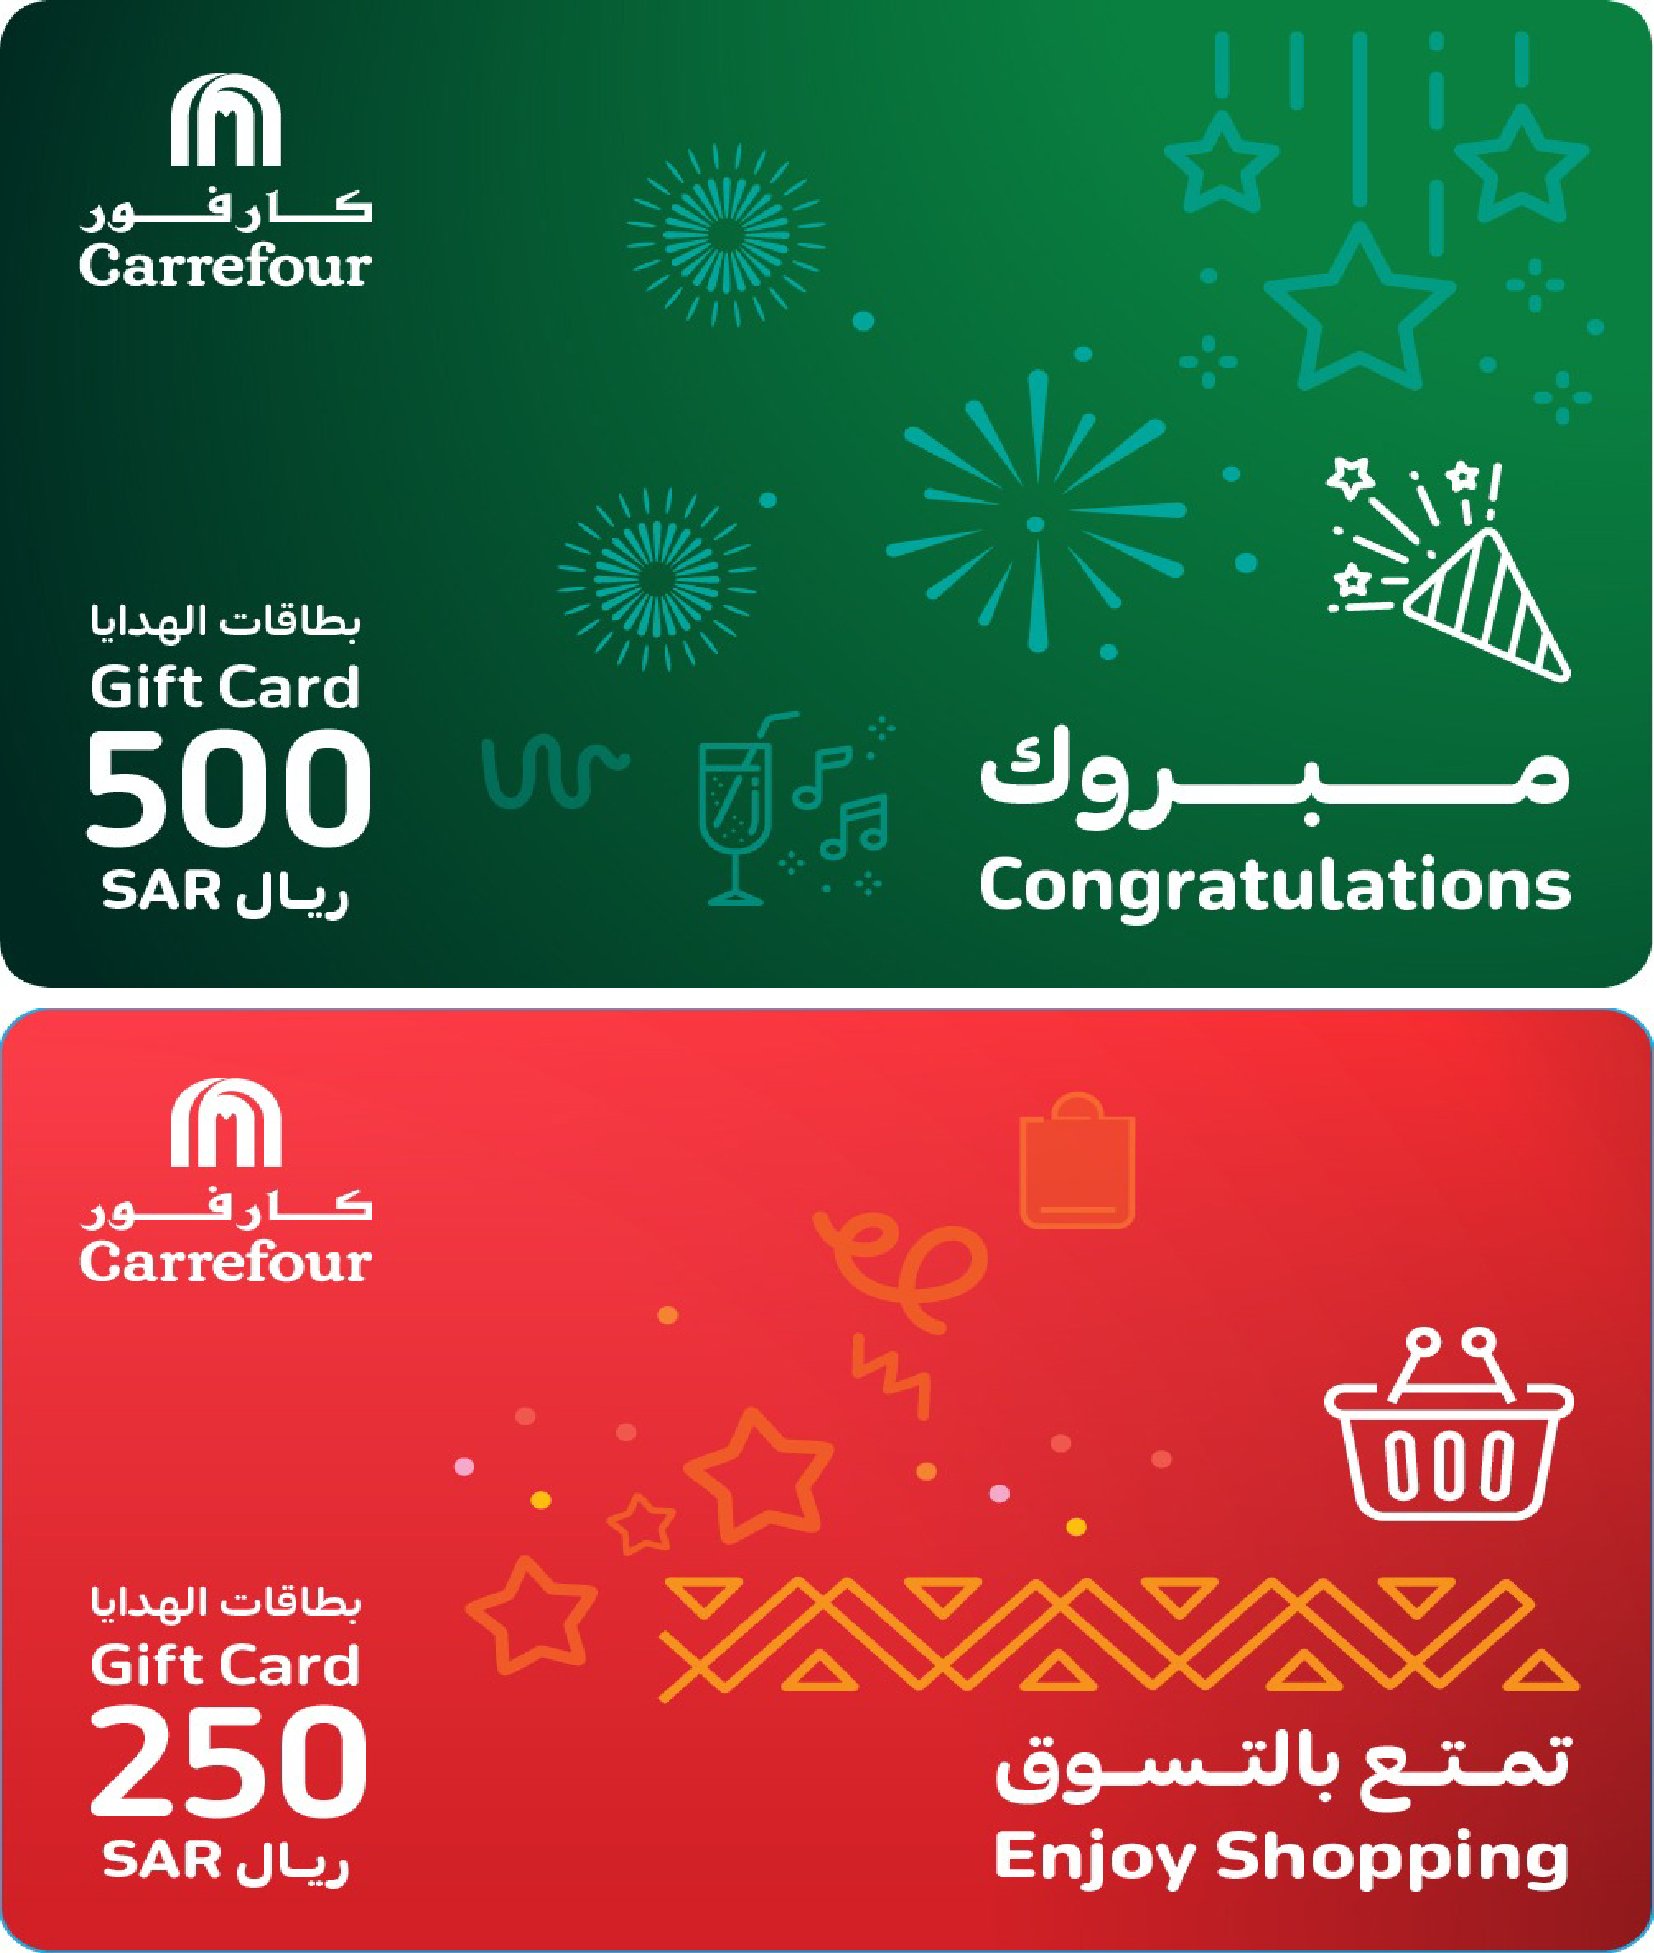 كارفور
Carrefour
بطاقات الهدايا
Gift Card
500
SAR ريال
مبروك
Congratulations
كارفور
Carrefour
بطاقات الهدايا
Gift Card
250
SAR ريال
تمتع بالتسوق
Enjoy Shopping